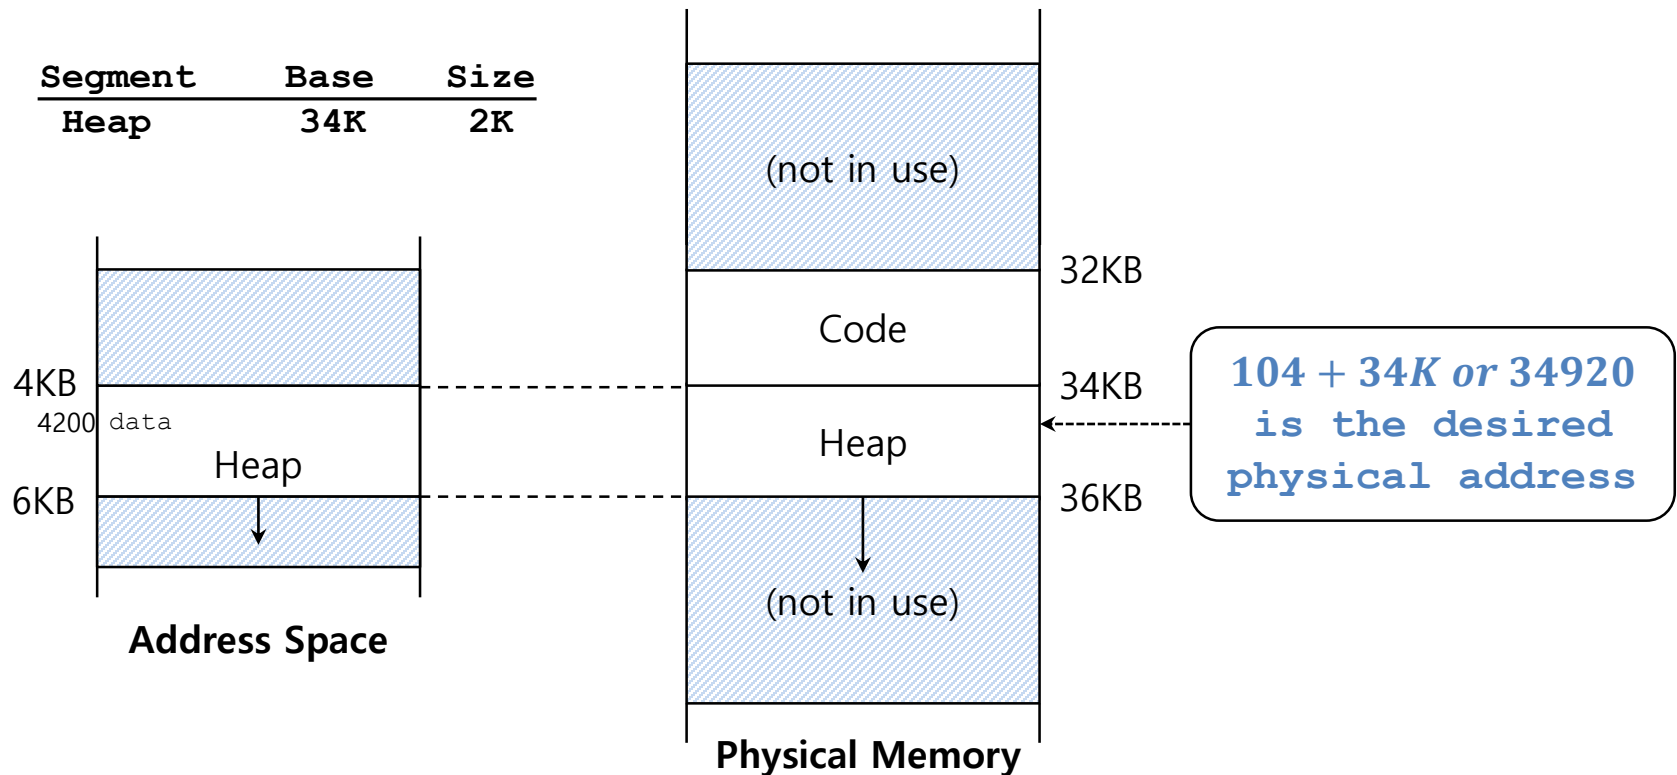 Segment Base Size
Heap 34K 2K
(not in use)
32KB
Code
4KB
34KB
4200 data
Heap
Heap
6KB
36KB
(not in use)
Address Space
Physical Memory
104 + 34K or 34920
is the desired
physical address